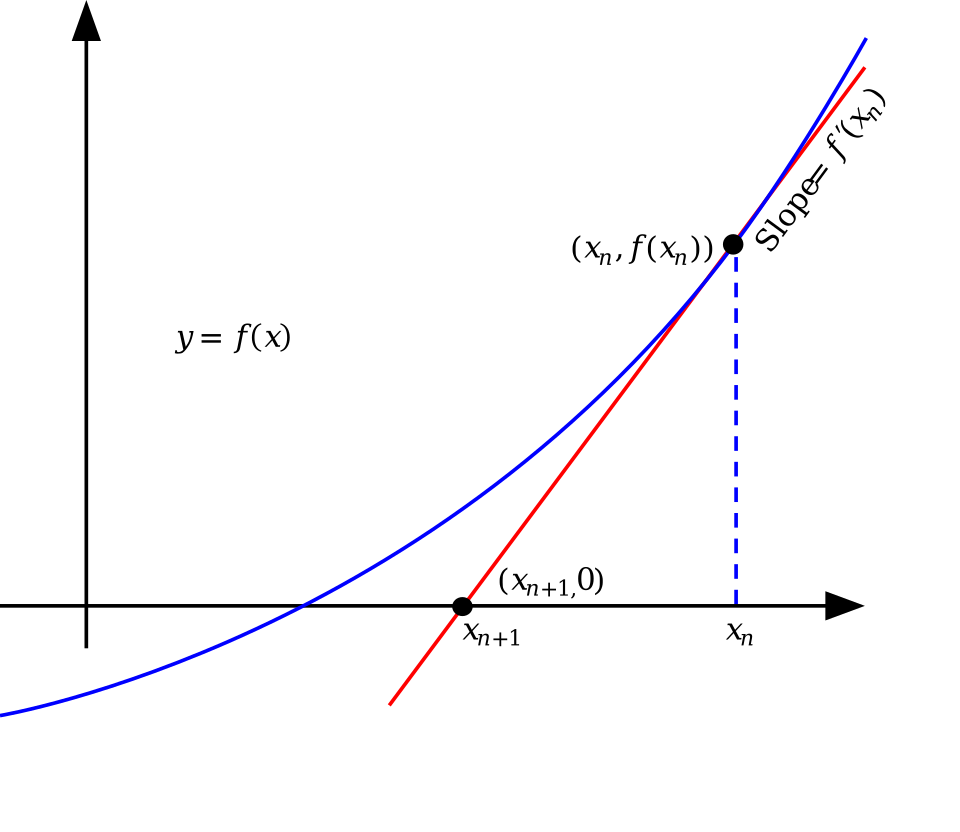 Slope= f′(xₙ)
(xₙ, f(xₙ))
y = f(x)
(xₙ₊₁,0)
xₙ₊₁
xₙ